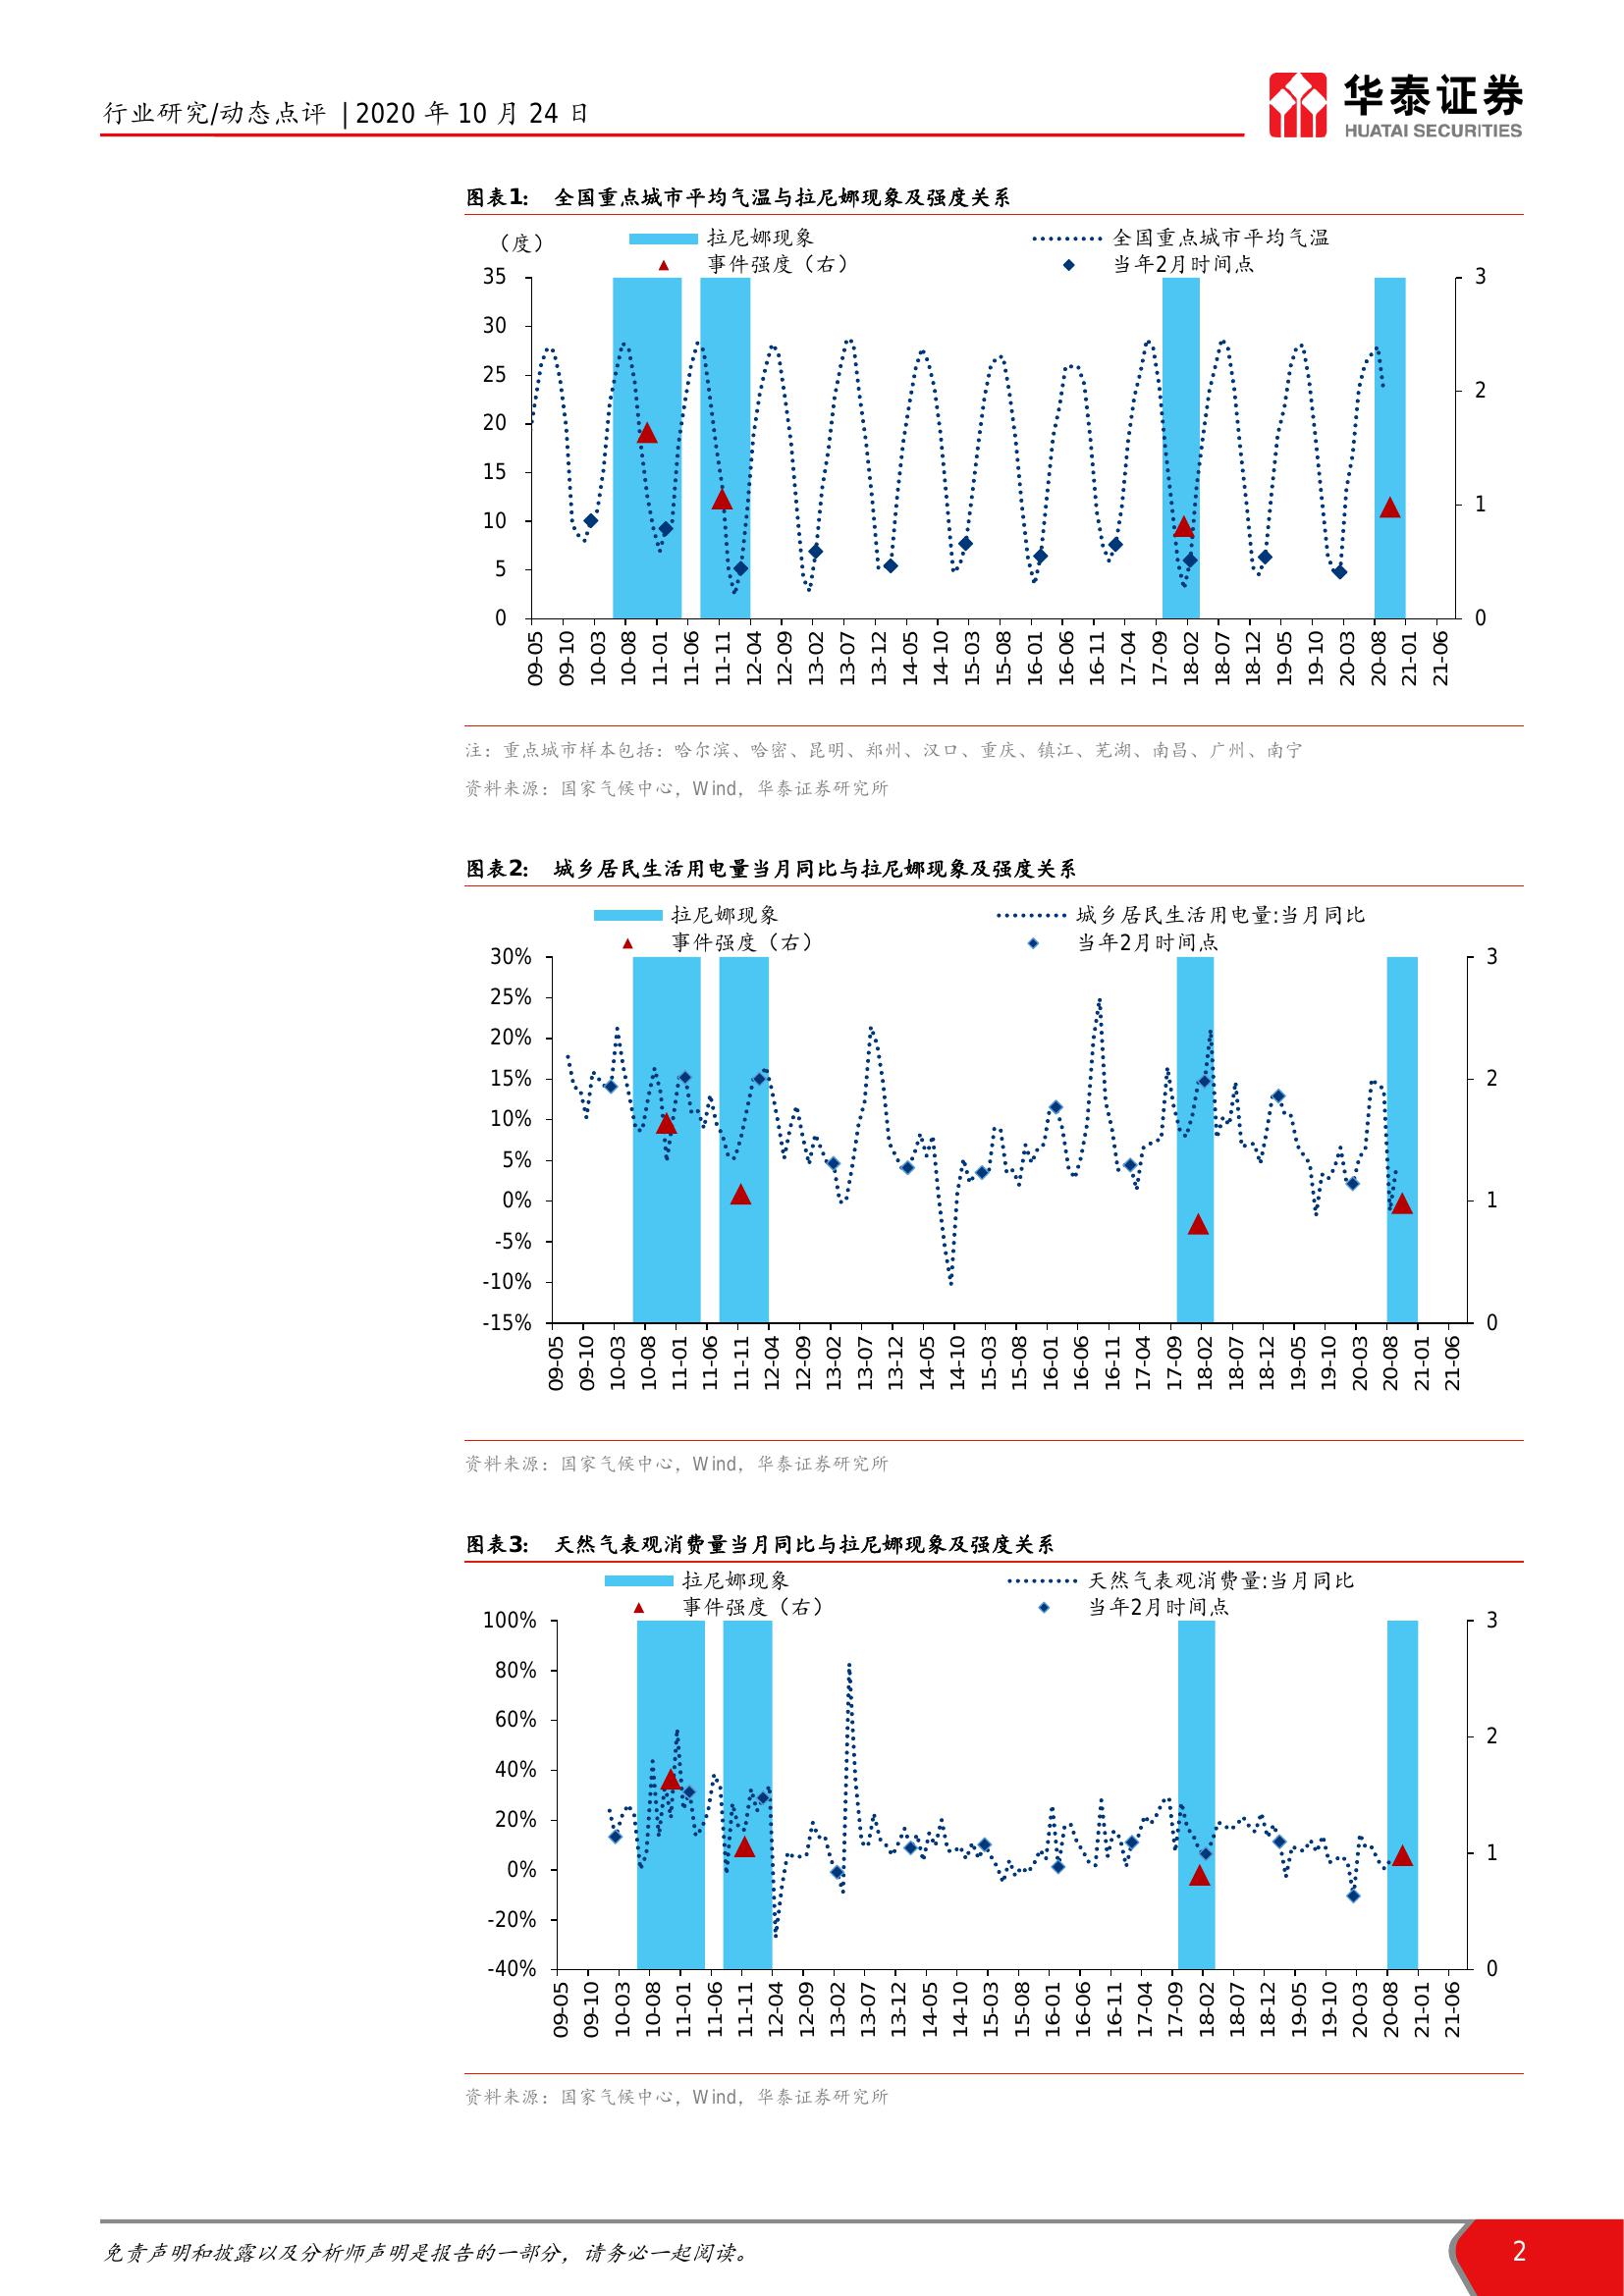 行业研究/动态点评 | 2020 年 10 月 24 日
华泰证券
HUATAI SECURITIES
图表1: 全国重点城市平均气温与拉尼娜现象及强度关系
（度）
拉尼娜现象 全国重点城市平均气温
事件强度（右） 当年2月时间点
35 3
30
25
2
20
15
10 1
5
0 0
09-05 09-10 10-03 10-08 11-01 11-06 11-11 12-04 12-09 13-02 13-07 13-12 14-05 14-10 15-03 15-08 16-01 16-06 16-11 17-04 17-09 18-02 18-07 18-12 19-05 19-10 20-03 20-08 21-01 21-06
注：重点城市样本包括：哈尔滨、哈密、昆明、郑州、汉口、重庆、镇江、芜湖、南昌、广州、南宁
资料来源：国家气候中心，Wind，华泰证券研究所
图表2: 城乡居民生活用电量当月同比与拉尼娜现象及强度关系
拉尼娜现象 城乡居民生活用电量:当月同比
事件强度（右） 当年2月时间点
30% 3
25%
20%
15% 2
10%
5%
0% 1
-5%
-10%
-15% 0
09-05 09-10 10-03 10-08 11-01 11-06 11-11 12-04 12-09 13-02 13-07 13-12 14-05 14-10 15-03 15-08 16-01 16-06 16-11 17-04 17-09 18-02 18-07 18-12 19-05 19-10 20-03 20-08 21-01 21-06
资料来源：国家气候中心，Wind，华泰证券研究所
图表3: 天然气表观消费量当月同比与拉尼娜现象及强度关系
拉尼娜现象 天然气表观消费量:当月同比
事件强度（右） 当年2月时间点
100% 3
80%
60%
2
40%
20%
1
0%
-20%
-40% 0
09-05 09-10 10-03 10-08 11-01 11-06 11-11 12-04 12-09 13-02 13-07 13-12 14-05 14-10 15-03 15-08 16-01 16-06 16-11 17-04 17-09 18-02 18-07 18-12 19-05 19-10 20-03 20-08 21-01 21-06
资料来源：国家气候中心，Wind，华泰证券研究所
免责声明和披露以及分析师声明是报告的一部分，请务必一起阅读。 2